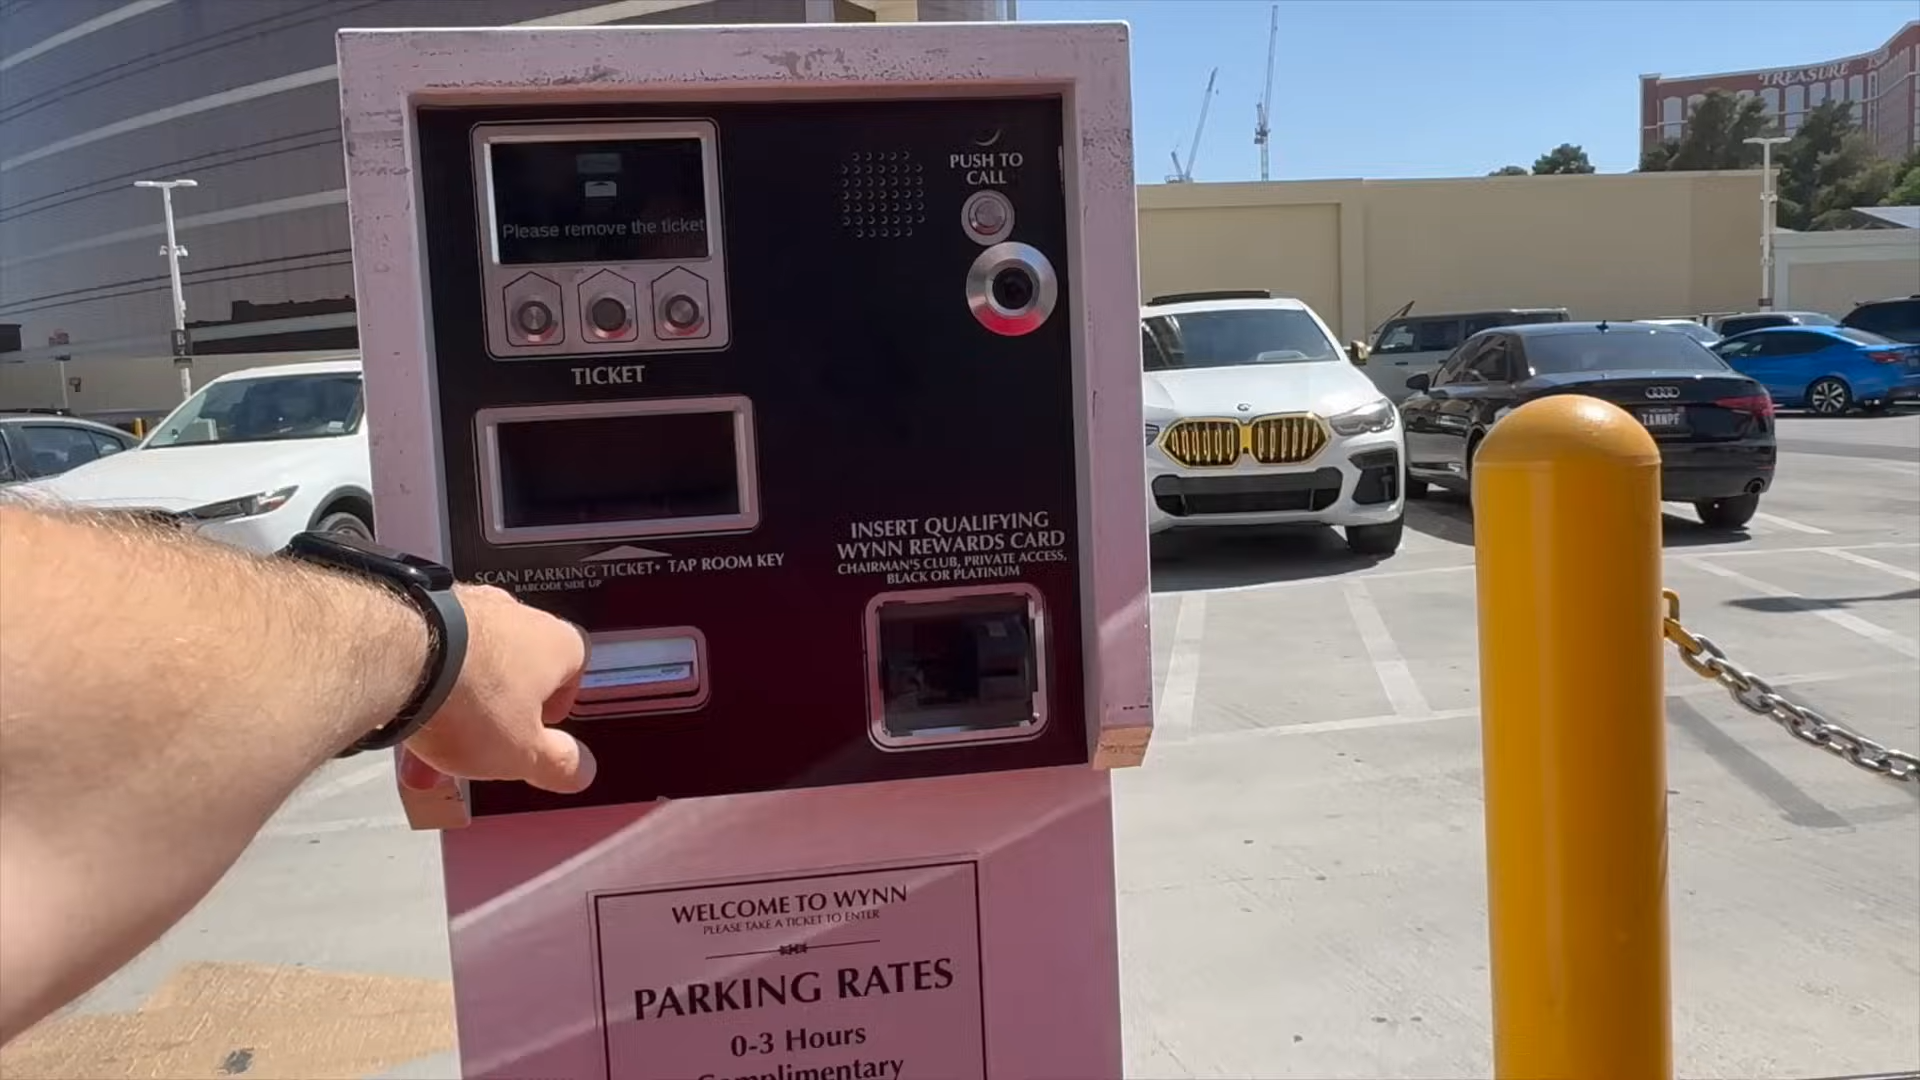 TREASURE
PUSH TO
CALL
Please remove the ticket
TICKET
INSERT QUALIFYING
WYNN REWARDS CARD
CHAIRMAN'S CLUB, PRIVATE ACCESS,
BLACK OR PLATINUM
SCAN PARKING TICKET• TAP ROOM KEY
BARCODE SIDE UP
WELCOME TO WYNN
PLEASE TAKE A TICKET TO ENTER
PARKING RATES
0-3 Hours
Complimentary